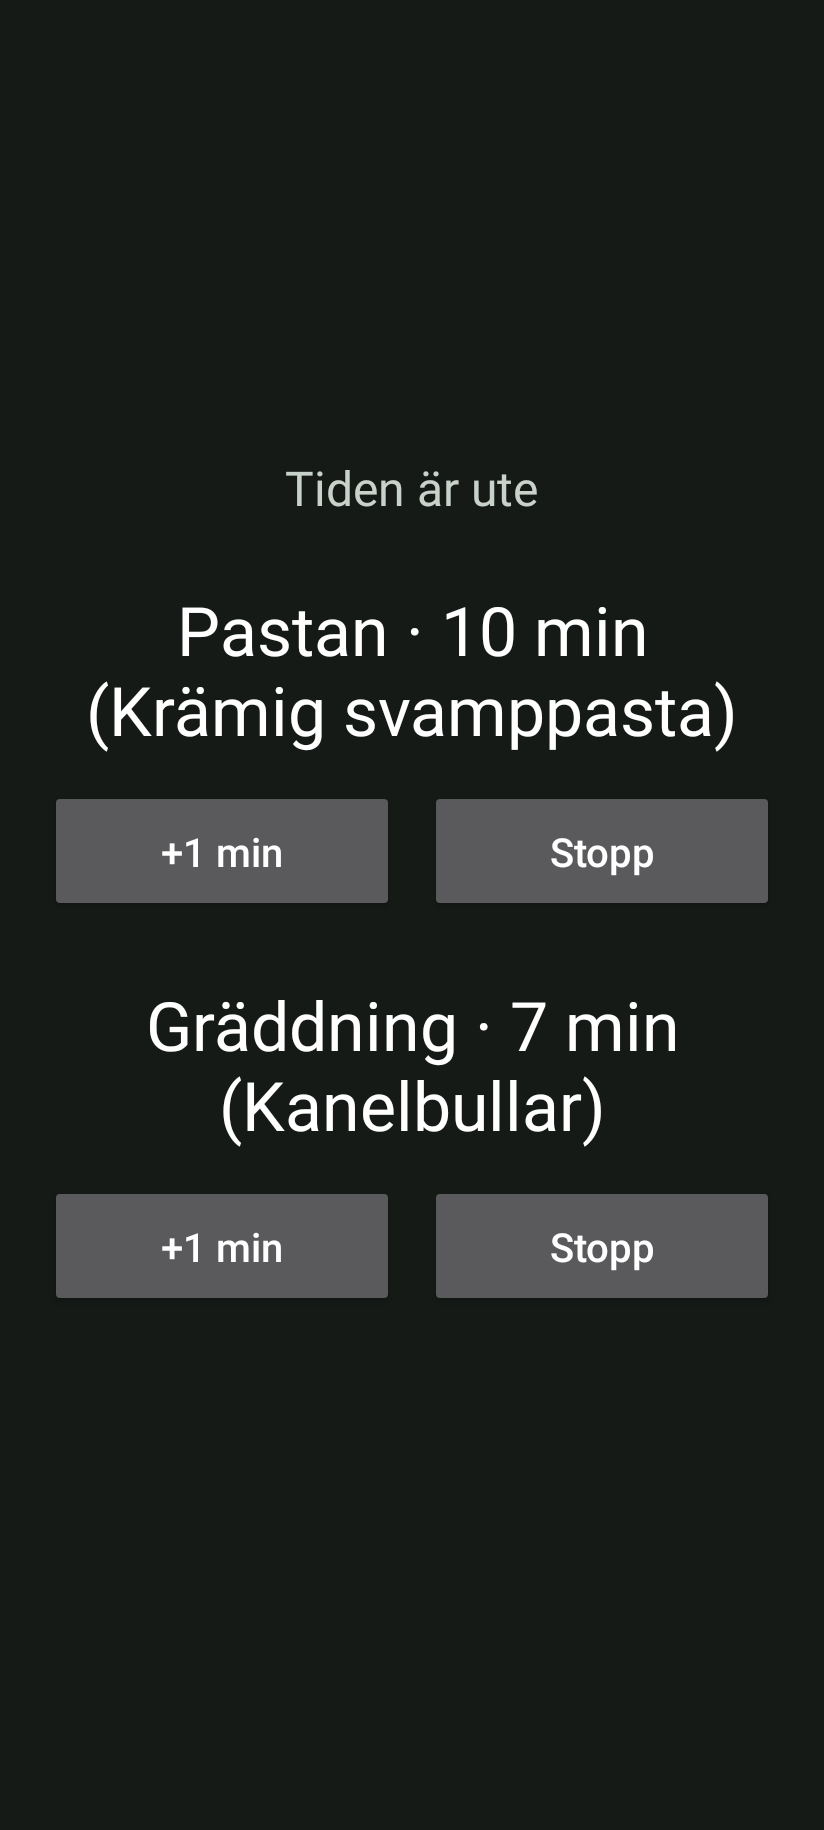 Tiden är ute
Pastan · 10 min
(Krämig svamppasta)
+1 min
Stopp
Gräddning · 7 min
(Kanelbullar)
+1 min
Stopp